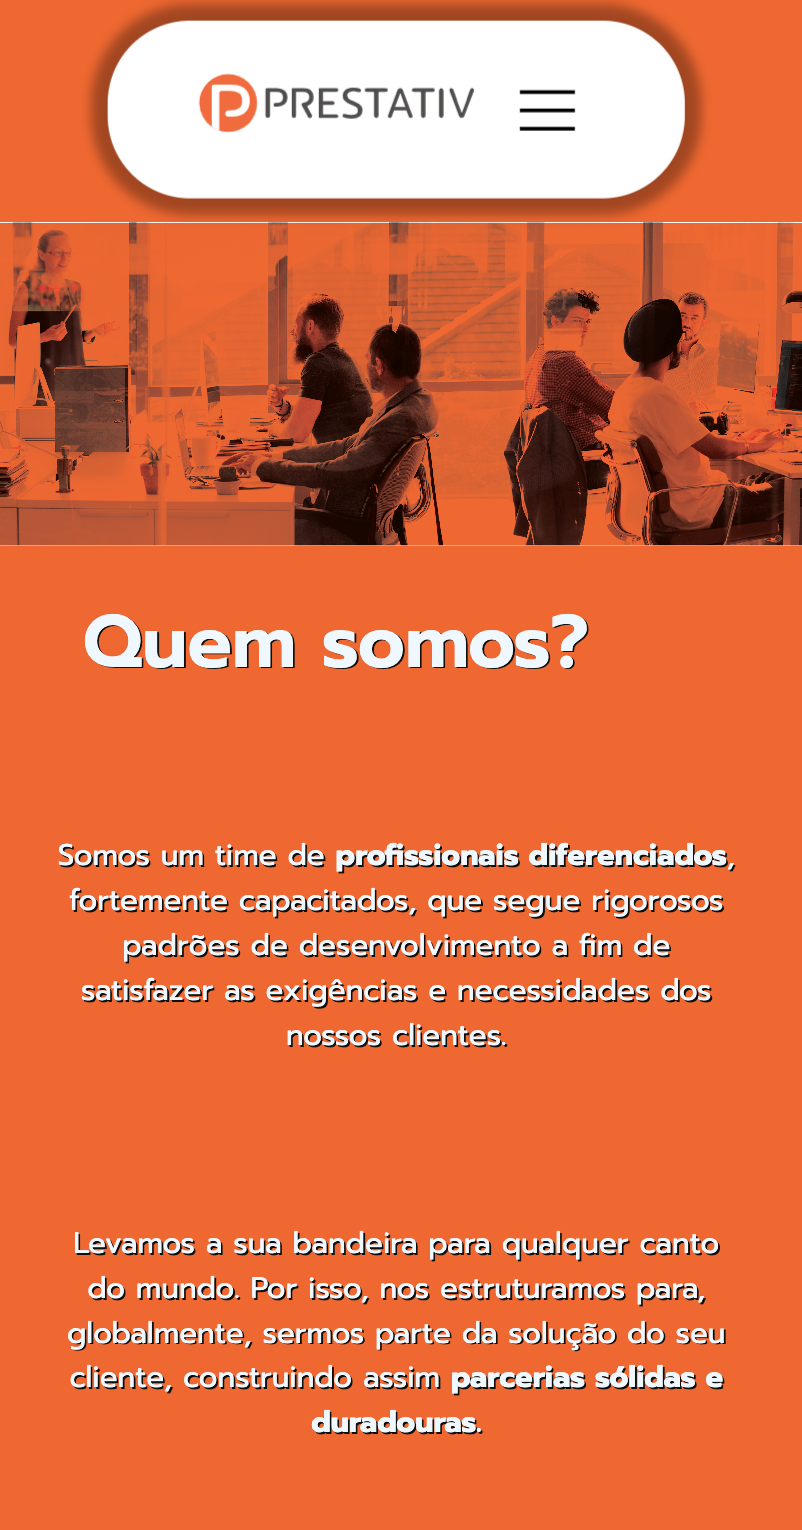 PRESTATIV
Quem somos?
Somos um time de profissionais diferenciados,
fortemente capacitados, que segue rigorosos
padrões de desenvolvimento a fim de
satisfazer as exigências e necessidades dos
nossos clientes.
Levamos a sua bandeira para qualquer canto
do mundo. Por isso, nos estruturamos para,
globalmente, sermos parte da solução do seu
cliente, construindo assim parcerias sólidas e
duradouras.